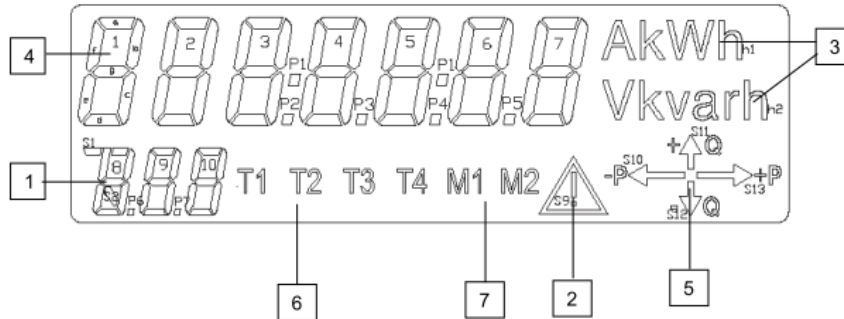 a
1 2 3 4 5 6 7 AkWh h1
f b
g
4 P1 P1 3
e c
d
P2 P3 P4 P5 Vkvarh h2
S1 + S11 Q
8 9 10 T1 T2 T3 T4 M1 M2 S10
1 -P +P
S13
P6 P7 S96 S12 Q
6 7 2 5